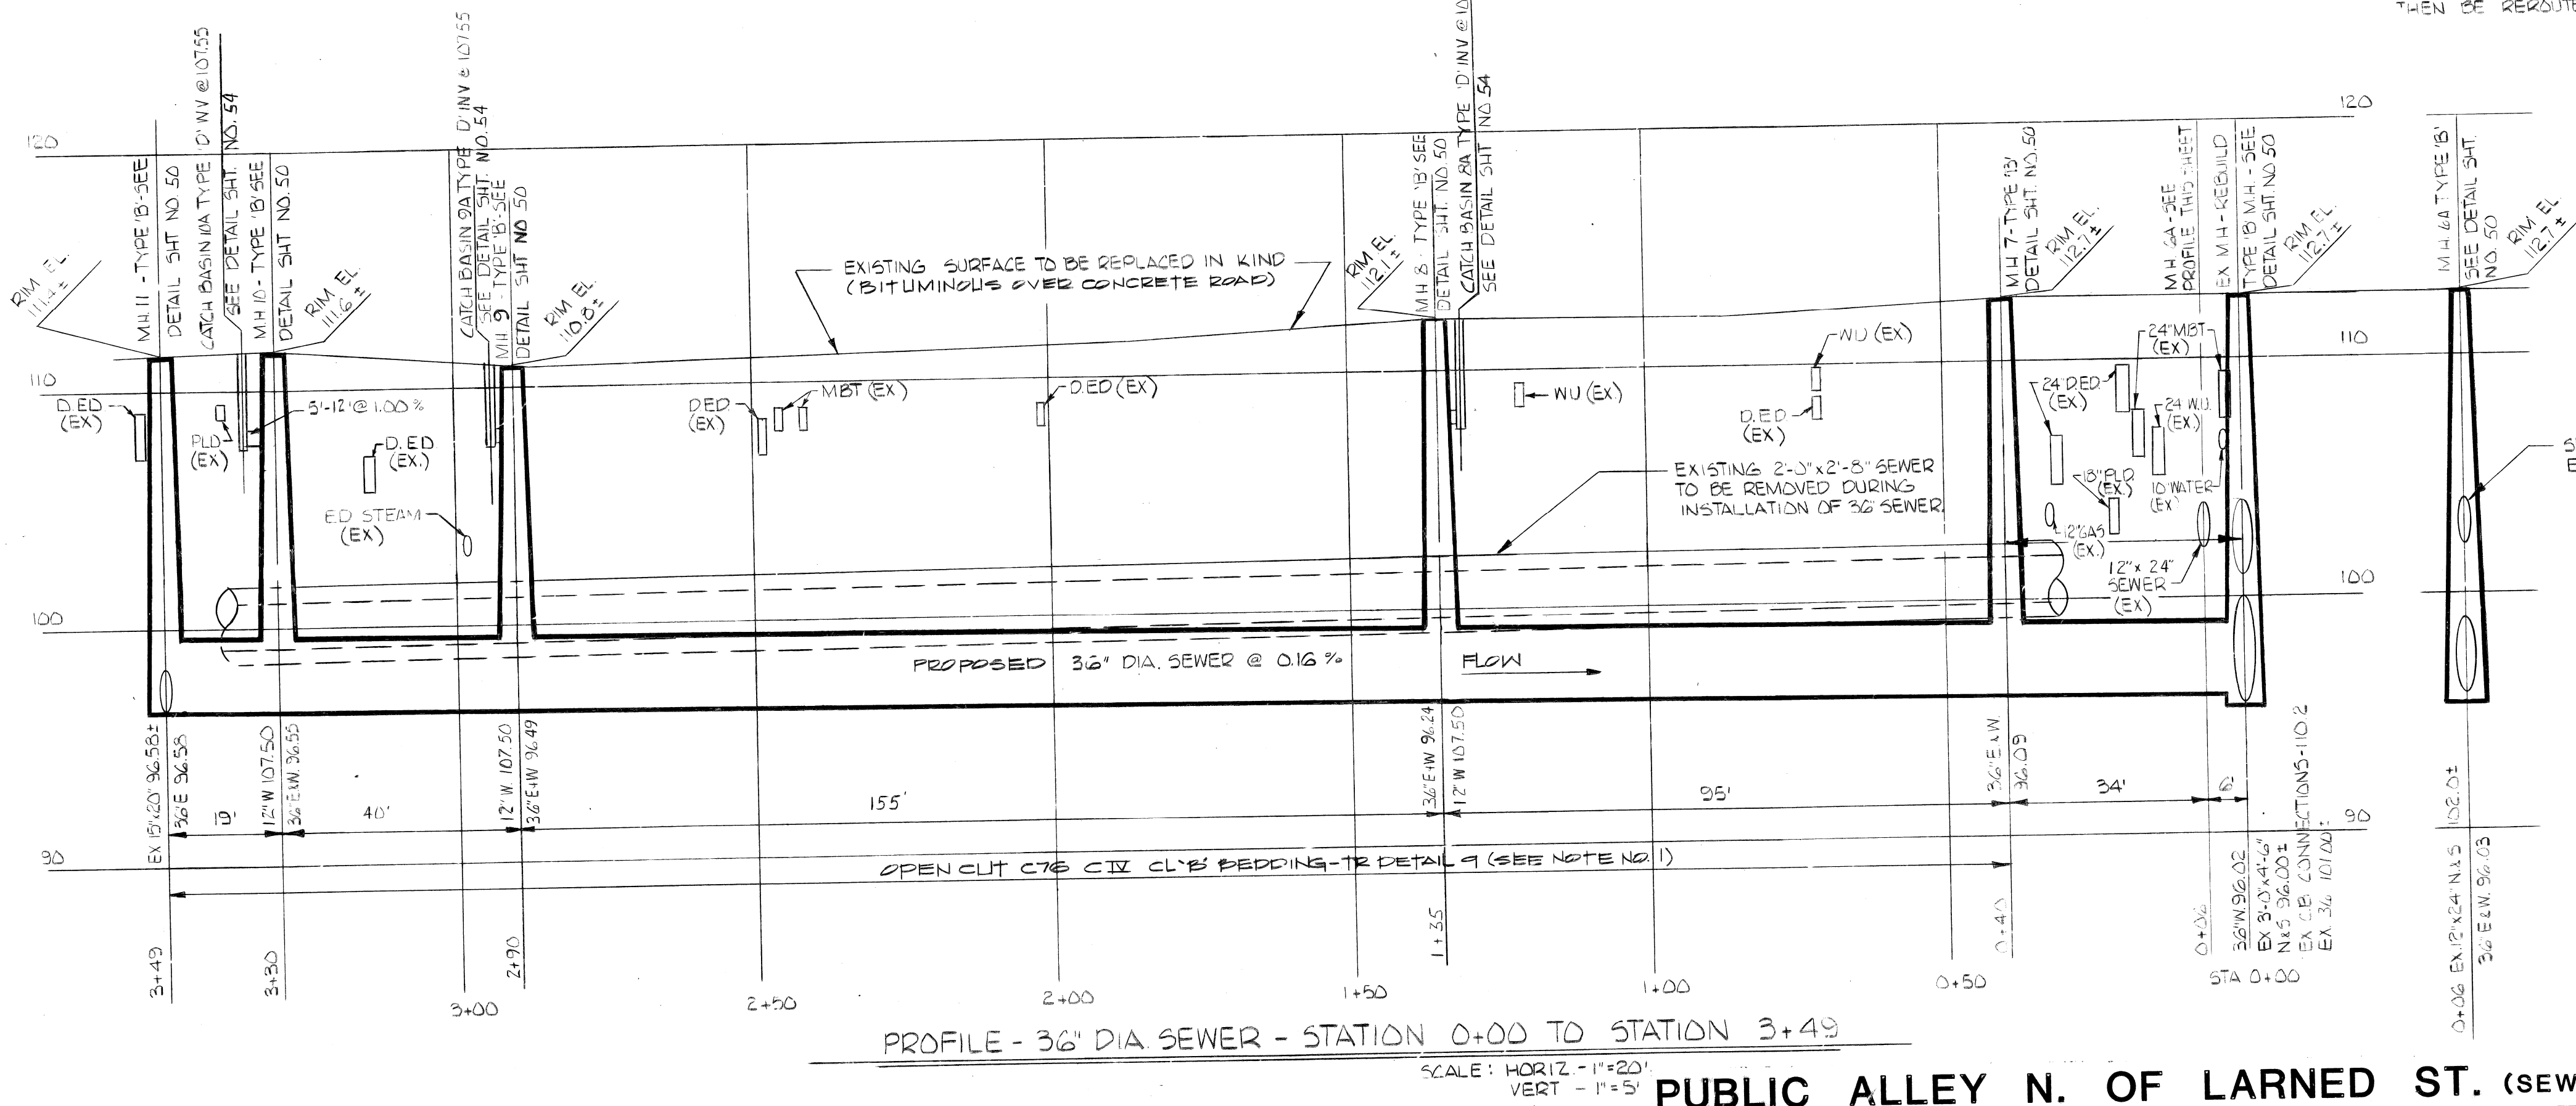 THEN BE REROUTE
120
120
MH.11 - TYPE 'B'-SEE
DETAIL SHT NO. 50
RIM EL.
111.4±
CATCH BASIN 10A TYPE 'D' INV @ 107.55
SEE DETAIL SHT. NO. 54
M.H. 10 - TYPE 'B' SEE
DETAIL SHT. NO. 50
RIM EL.
111.6±
CATCH BASIN 9A TYPE 'D' INV @ 107.55
SEE DETAIL SHT. NO. 54
MH 9 - TYPE 'B'-SEE
DETAIL SHT NO 50
RIM EL.
110.8±
EXISTING SURFACE TO BE REPLACED IN KIND
(BITUMINOUS OVER CONCRETE ROAD)
RIM EL.
112.1±
MH 8 - TYPE 'B' SEE
DETAIL SHT. NO. 50
CATCH BASIN 8A TYPE 'D' INV @ 10
SEE DETAIL SHT NO 54
MH 7 - TYPE 'B'
DETAIL SHT. NO. 50
RIM EL.
112.7±
M.H. 6A - SEE
PROFILE THIS SHEET
EX MH - REBUILD
TYPE 'B' M.H. - SEE
DETAIL SHT. NO 50
RIM EL.
112.7±
M.H. 6A TYPE 'B'
SEE DETAIL SHT.
NO. 50
RIM EL.
112.7±
110
110
D.ED
(EX)
PLD
(EX)
5'-12" @ 1.00 %
D.ED
(EX.)
E.D STEAM
(EX)
D.ED.
(EX)
MBT (EX)
D.ED (EX)
WU (EX.)
WU (EX.)
D.ED.
(EX.)
EXISTING 2'-0"x2'-8" SEWER
TO BE REMOVED DURING
INSTALLATION OF 36" SEWER.
24" D.ED.
(EX.)
24" MBT
(EX)
24 W.U.
(EX.)
18" PLD.
(EX.)
10" WATER
(EX)
12" GAS
(EX.)
12" x 24"
SEWER
(EX)
100
100
PROPOSED 36" DIA. SEWER @ 0.16 %
FLOW
EX 15"x20" 96.58±
36" E 96.58
12" W 107.50
36" E&W. 96.55
12" W. 107.50
36" E+W 96.49
36" E+W 96.24
12" W 107.50
36" E&W.
96.09
36" W. 96.02
EX 3'-0"x4'-6"
N&S 96.00±
EX C.B. CONNECTIONS-110.2
102.0±
36" E&W. 96.03
19'
40'
155'
95'
34'
6'
90
90
OPEN CUT C76 C IV CL 'B' BEDDING-TR DETAIL 9 (SEE NOTE NO. 1)
3+49
3+30
3+00
2+90
2+50
2+00
1+50
1+35
1+00
0+50
0+40
0+06
STA 0+00
0+06 EX. 12"x24" N.&S
PROFILE - 36" DIA. SEWER - STATION 0+00 TO STATION 3+49
SCALE: HORIZ. - 1"=20'
VERT - 1"=5'
PUBLIC ALLEY N. OF LARNED ST. (SEW